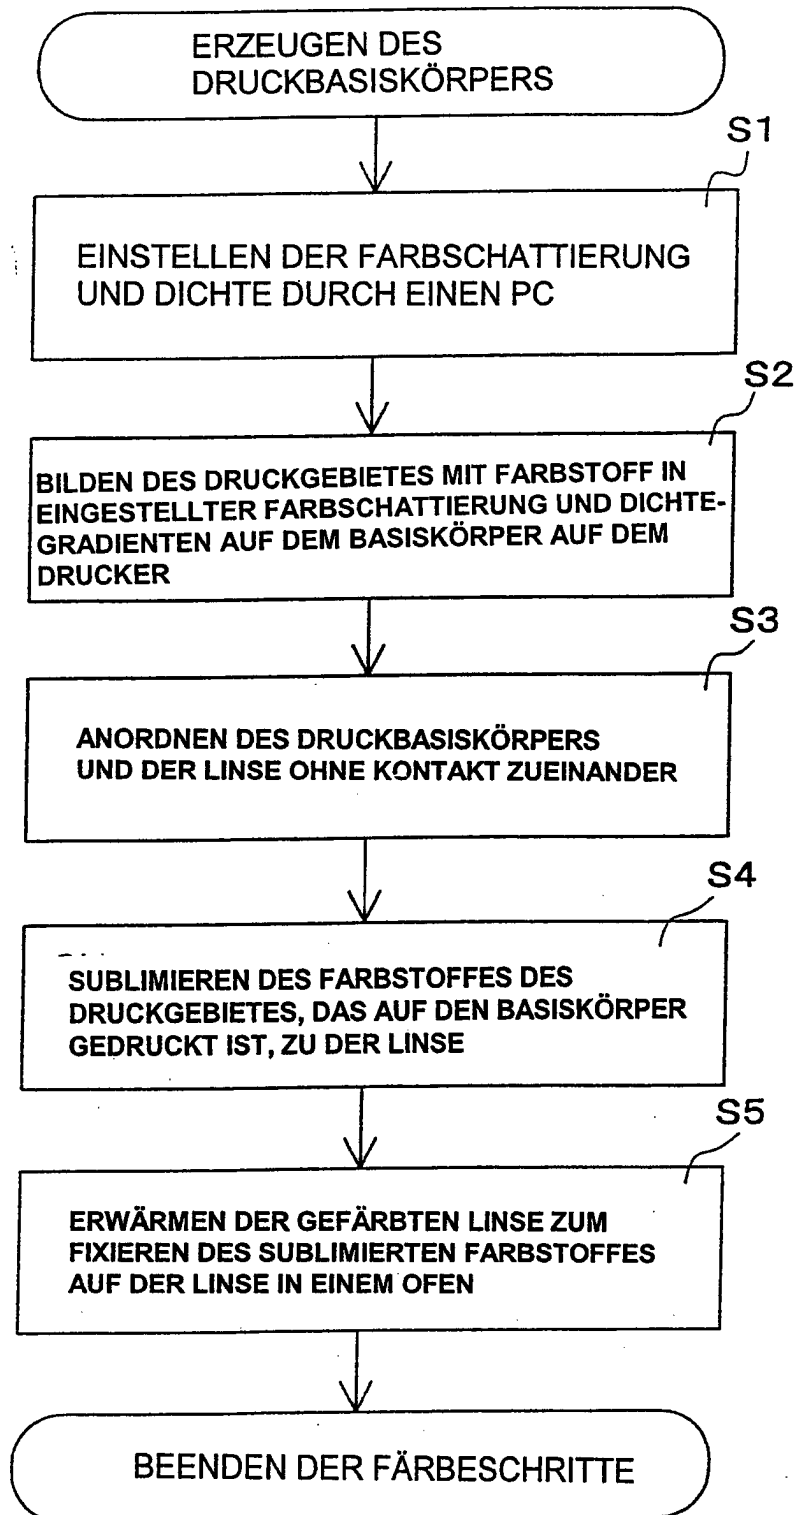 ERZEUGEN DES
DRUCKBASISKÖRPERS
S1
EINSTELLEN DER FARBSCHATTIERUNG
UND DICHTE DURCH EINEN PC
S2
BILDEN DES DRUCKGEBIETES MIT FARBSTOFF IN
EINGESTELLTER FARBSCHATTIERUNG UND DICHTE-
GRADIENTEN AUF DEM BASISKÖRPER AUF DEM
DRUCKER
S3
ANORDNEN DES DRUCKBASISKÖRPERS
UND DER LINSE OHNE KONTAKT ZUEINANDER
S4
SUBLIMIEREN DES FARBSTOFFES DES
DRUCKGEBIETES, DAS AUF DEN BASISKÖRPER
GEDRUCKT IST, ZU DER LINSE
S5
ERWÄRMEN DER GEFÄRBTEN LINSE ZUM
FIXIEREN DES SUBLIMIERTEN FARBSTOFFES
AUF DER LINSE IN EINEM OFEN
BEENDEN DER FÄRBESCHRITTE